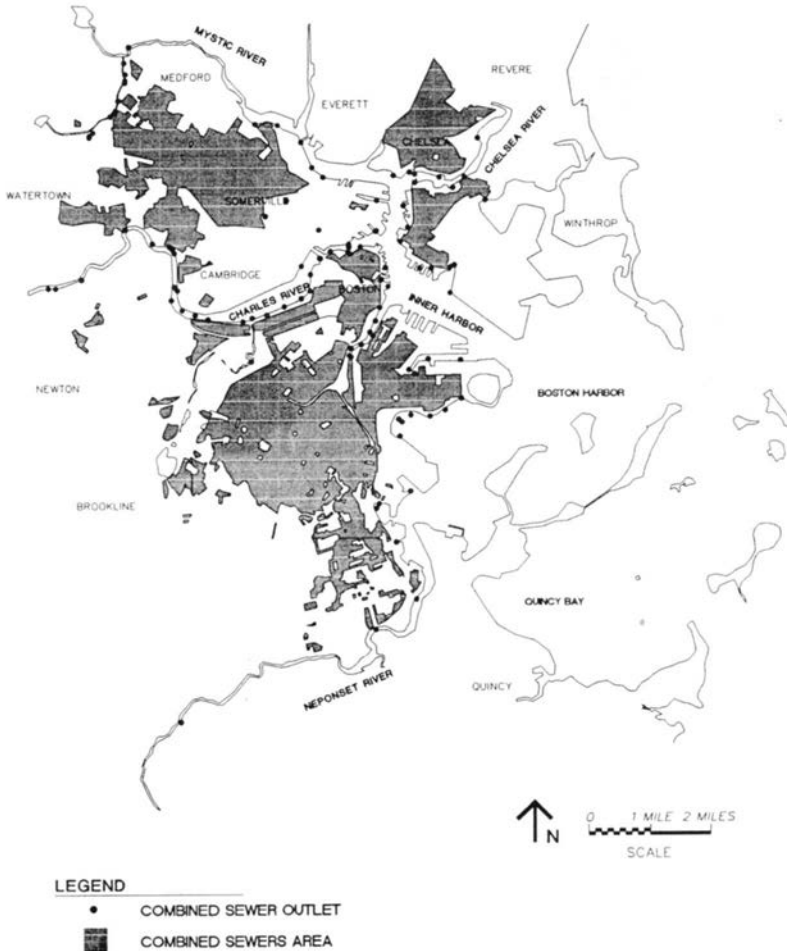 MYSTIC RIVER
MEDFORD
REVERE
EVERETT
CHELSEA
CHELSEA RIVER
WATERTOWN
SOMERVILLE
WINTHROP
CAMBRIDGE
CHARLES RIVER
BOSTON
INNER HARBOR
NEWTON
BOSTON HARBOR
BROOKLINE
QUINCY BAY
NEPONSET RIVER
QUINCY
N
0 1 MILE 2 MILES
SCALE
LEGEND
COMBINED SEWER OUTLET
COMBINED SEWERS AREA